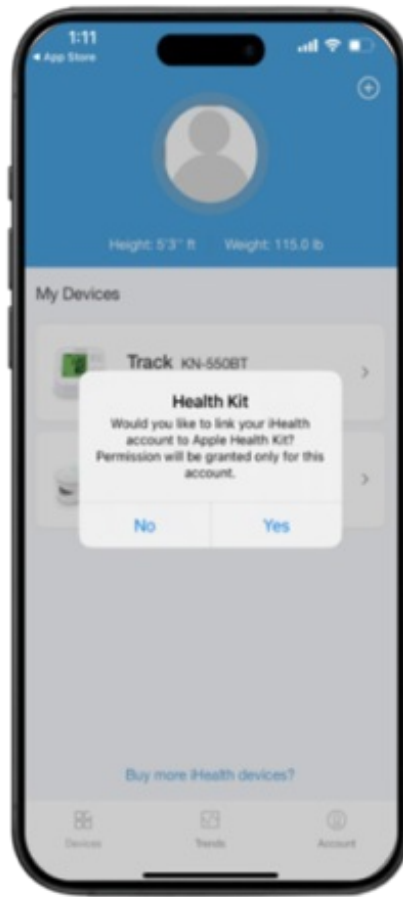 1:11
◀ App Store
Height: 5'3" ft Weight: 115.0 lb
My Devices
Track KN-550BT
Health Kit
Would you like to link your iHealth
account to Apple Health Kit?
Permission will be granted only for this
account.
No Yes
Buy more iHealth devices?
Devices Trends Account